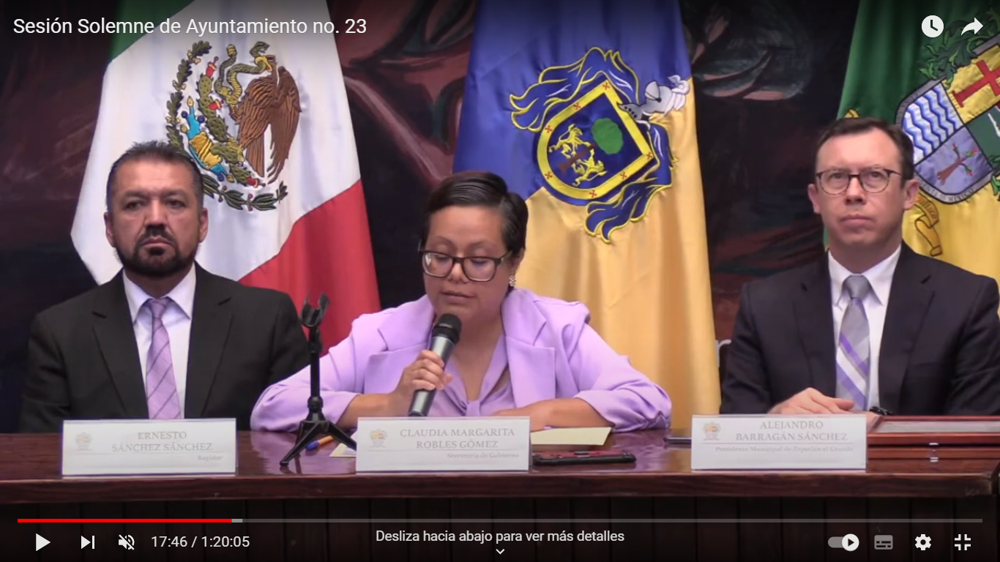 Sesión Solemne de Ayuntamiento no. 23
ERNESTO
SÁNCHEZ SÁNCHEZ
Regidor
CLAUDIA MARGARITA
ROBLES GÓMEZ
Secretaria de Gobierno
ALEJANDRO
BARRAGÁN SÁNCHEZ
Presidente Municipal de Zapotlán el Grande
17:46 / 1:20:05
Desliza hacia abajo para ver más detalles